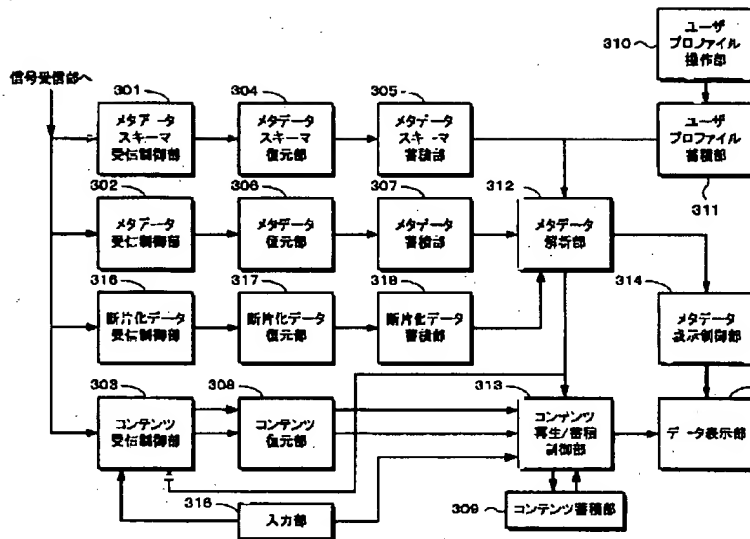 310
ユーザ
プロファイル
操作部
信号受信部へ
301
メタデータ
スキーマ
受信制御部
304
メタデータ
スキーマ
復元部
305
メタデータ
スキーマ
蓄積部
ユーザ
プロファイル
蓄積部
311
302
メタデータ
受信制御部
306
メタデータ
復元部
307
メタデータ
蓄積部
312
メタデータ
解析部
316
断片化データ
受信制御部
317
断片化データ
復元部
318
断片化データ
蓄積部
314
メタデータ
表示制御部
303
コンテンツ
受信制御部
308
コンテンツ
復元部
313
コンテンツ
再生/蓄積
制御部
データ表示部
316
入力部
309
コンテンツ蓄積部